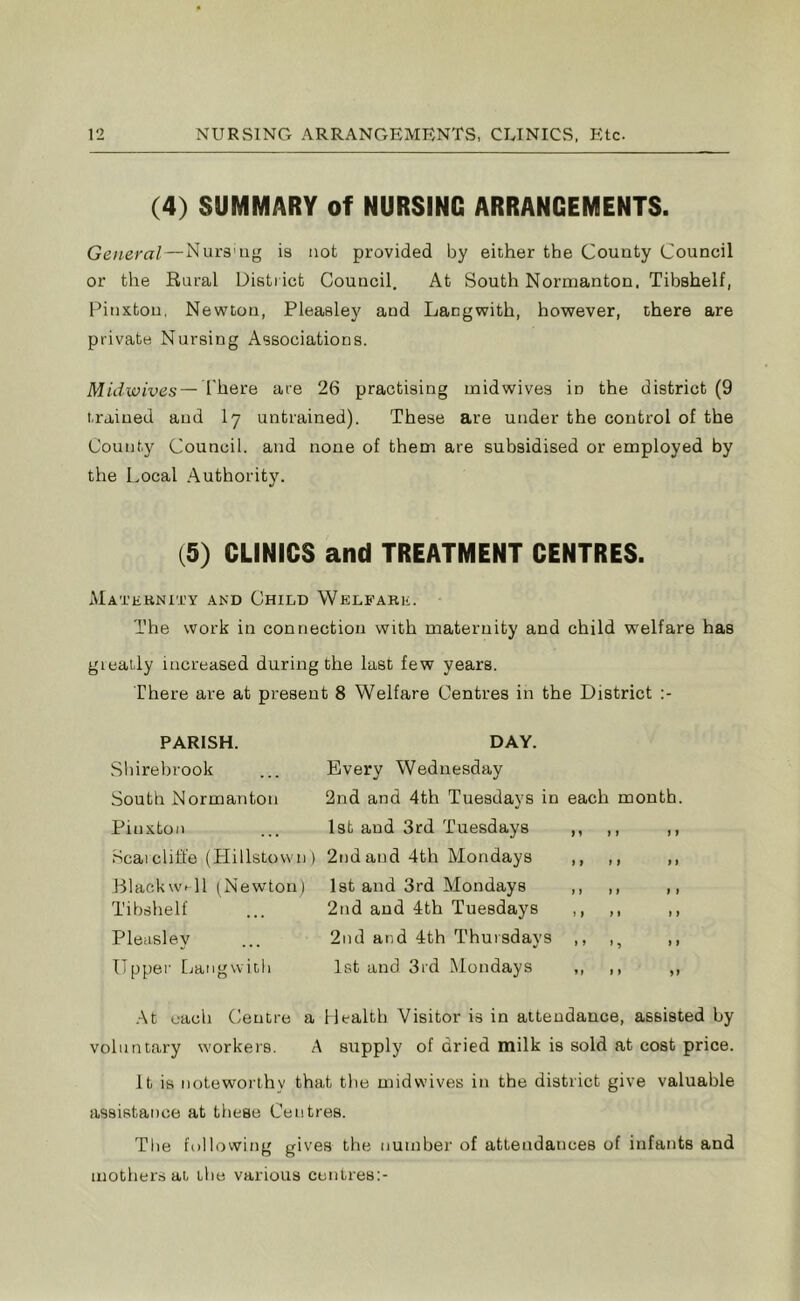 12 NURSING ARRANGEMENTS, CLINICS, Etc.
(4) SUMMARY of NURSING ARRANGEMENTS.
General—Nursing is not provided by either the County Council
or the Rural District Council. At South Normanton, Tibshelf,
Pinxton, Newton, Pleasley and Langwith, however, there are
private Nursing Associations.
Midwives—There are 26 practising midwives in the district (9
trained and 17 untrained). These are under the control of the
County Council. and none of them are subsidised or employed by
the Local Authority.
(5) CLINICS and TREATMENT CENTRES.
MATERNITY AND CHILD WELFARE.
The work in connection with maternity and child welfare has
greatly increased during the last few years.
There are at present 8 Welfare Centres in the District :-
PARISH. DAY.
Shirebrook ... Every Wednesday
South Normanton 2nd and 4th Tuesdays in each month.
Pinxton ... 1st and 3rd Tuesdays ,, ,, ,,
Scarcliffe (Hillstown) 2nd and 4th Mondays ,, ,, ,,
Blackwell (Newton) 1st and 3rd Mondays ,, ,, ,,
Tibshelf ... 2nd and 4th Tuesdays ,, ,, ,,
Pleasley ... 2nd and 4th Thursdays ,, ,, ,,
Upper Langwith 1st and 3rd Mondays ,, ,, ,,
At each Centre a Health Visitor is in attendance, assisted by
voluntary workers. A supply of dried milk is sold at cost price.
It is noteworthy that the midwives in the district give valuable
assistance at these Centres.
The following gives the number of attendances of infants and
mothers at the various centres:-